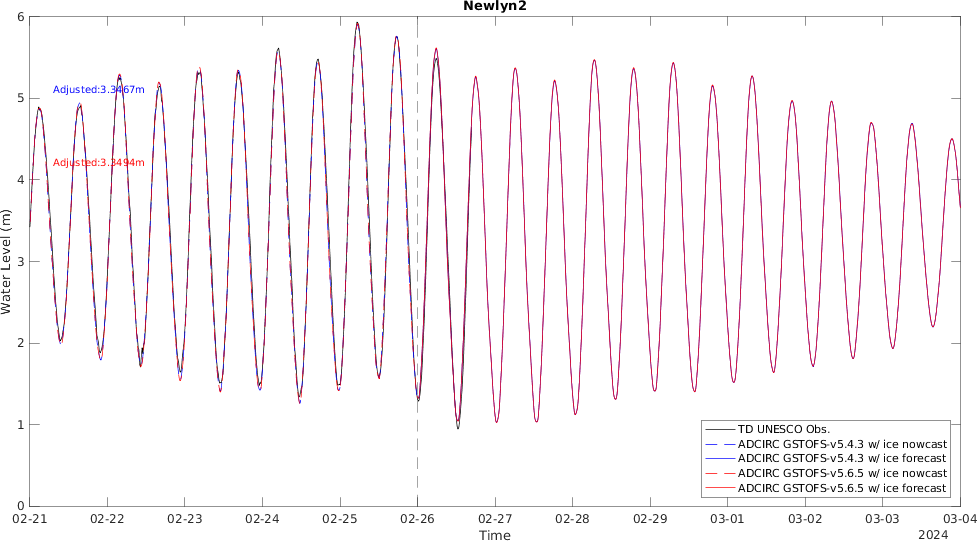 Newlyn2
6
5
4
3
2
1
0
Water Level (m)
Adjusted:3.3467m
Adjusted:3.3494m
TD UNESCO Obs.
ADCIRC GSTOFS-v5.4.3 w/ ice nowcast
ADCIRC GSTOFS-v5.4.3 w/ ice forecast
ADCIRC GSTOFS-v5.6.5 w/ ice nowcast
ADCIRC GSTOFS-v5.6.5 w/ ice forecast
02-21 02-22 02-23 02-24 02-25 02-26 02-27 02-28 02-29 03-01 03-02 03-03 03-04
Time
2024